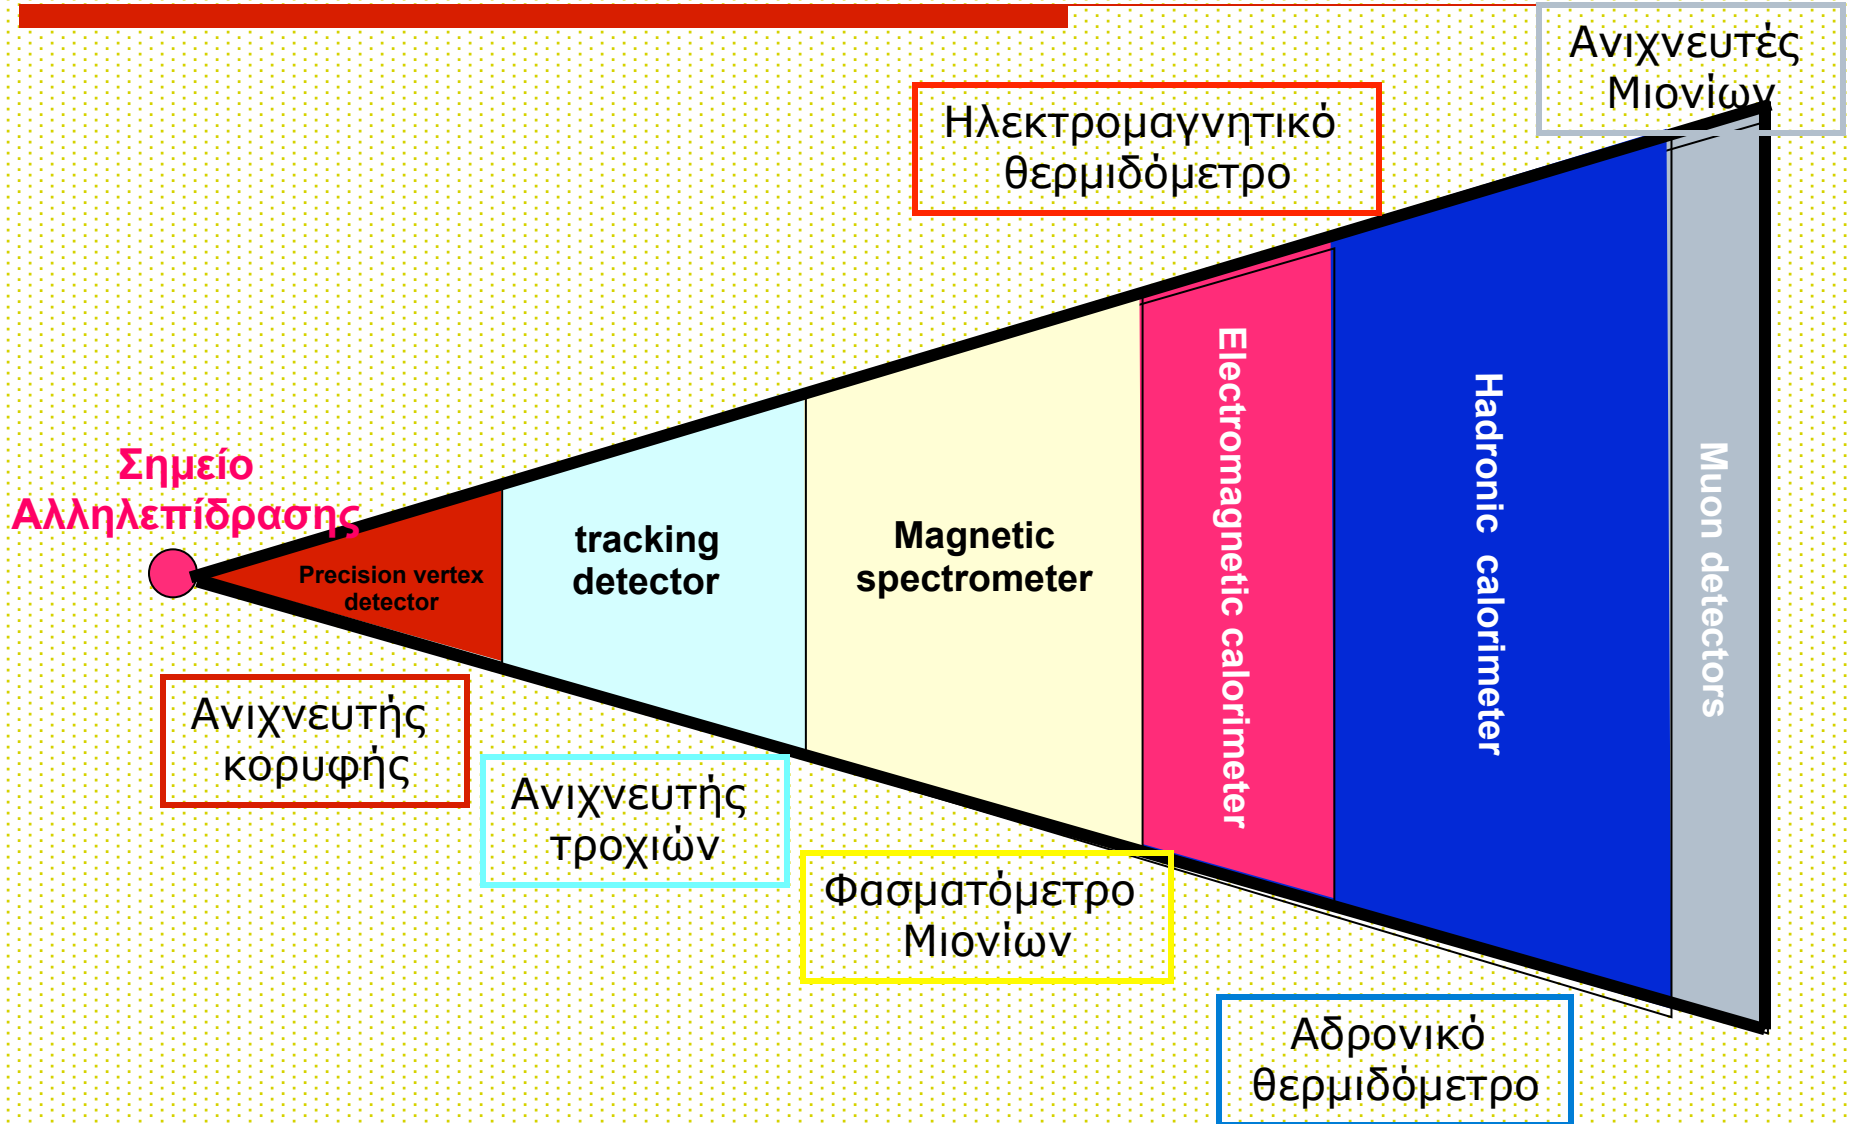 Ανιχνευτές
Μιονίων
Ηλεκτρομαγνητικό
θερμιδόμετρο
Σημείο
Αλληλεπίδρασης
Precision vertex
detector
tracking
detector
Magnetic
spectrometer
Electromagnetic calorimeter
Hadronic calorimeter
Muon detectors
Ανιχνευτής
κορυφής
Ανιχνευτής
τροχιών
Φασματόμετρο
Μιονίων
Αδρονικό
θερμιδόμετρο